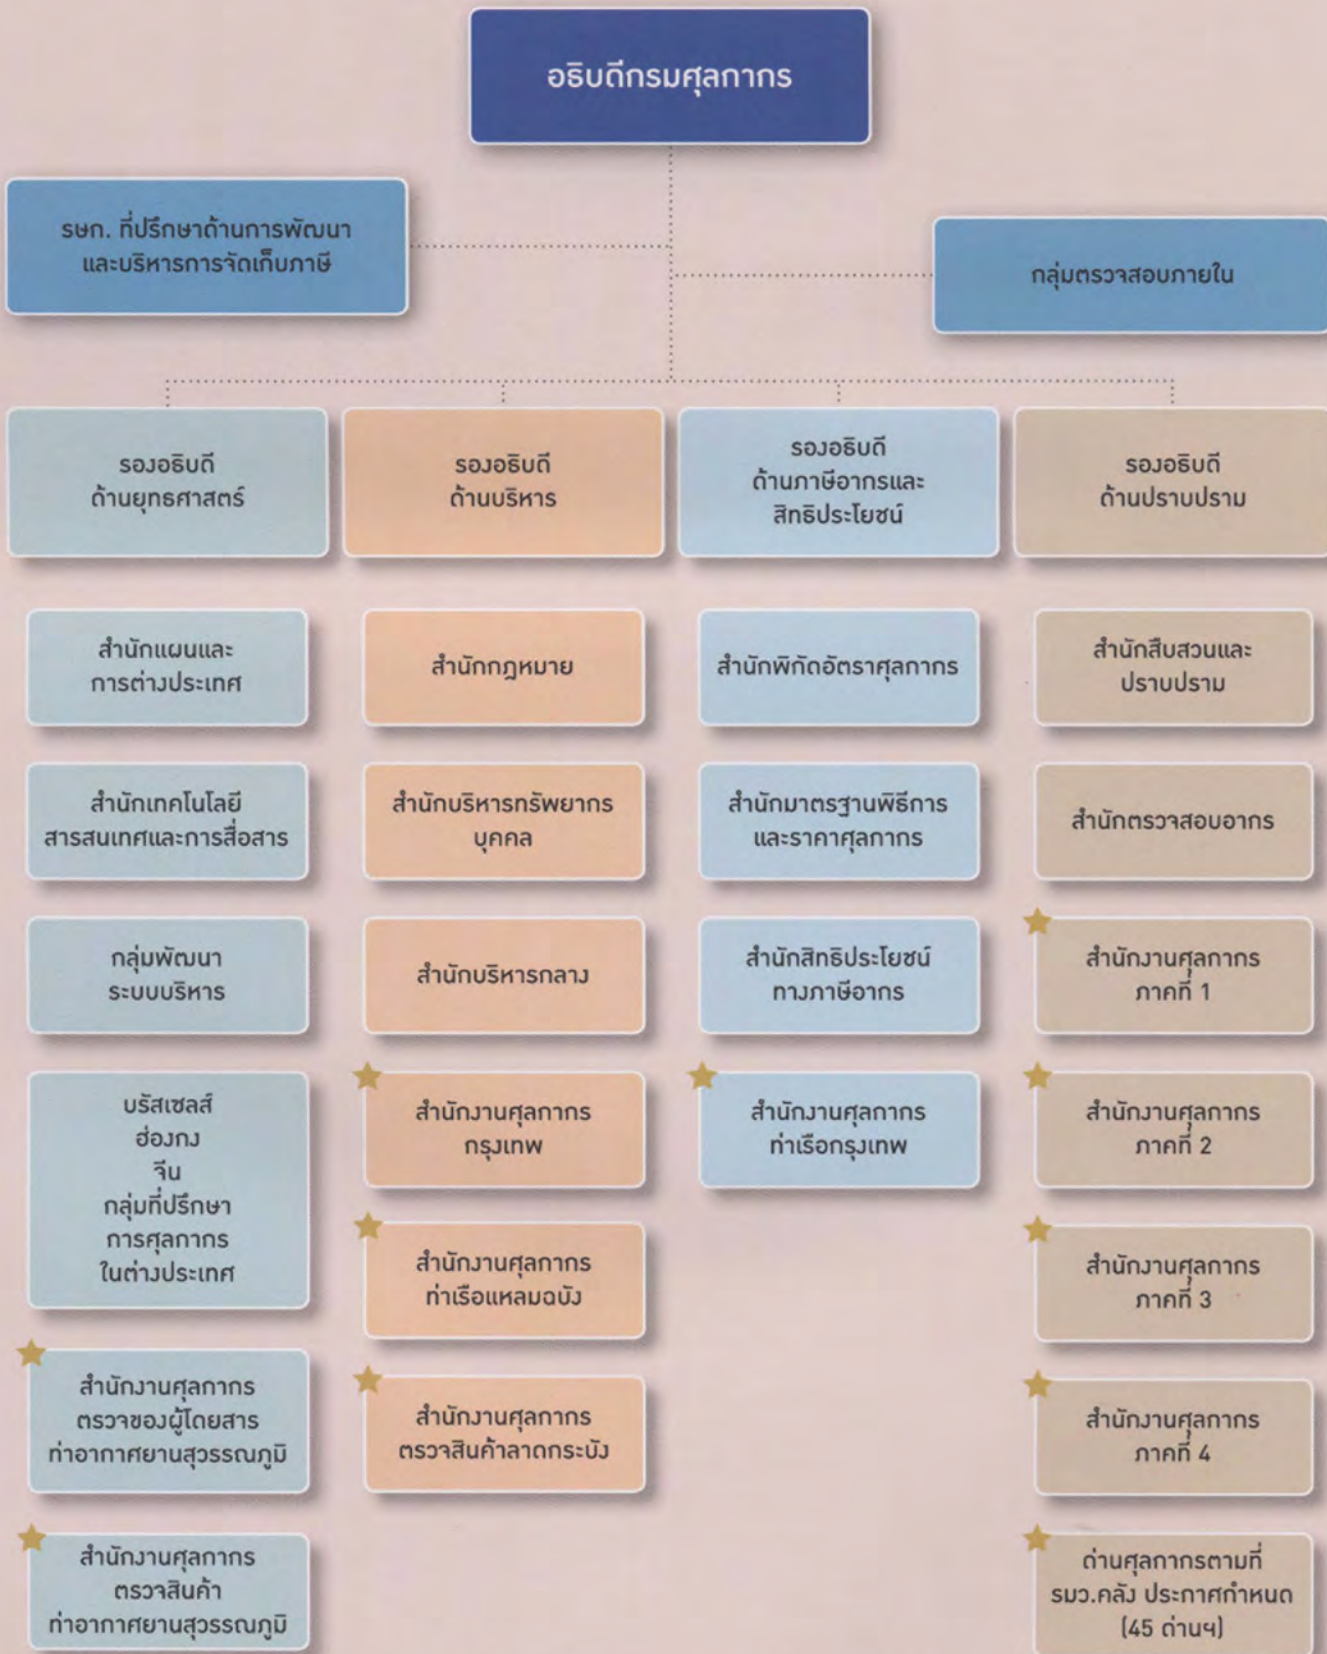 อธิบดีกรมศุลกากร
รษก. ที่ปรึกษาด้านการพัฒนา
และบริหารการจัดเก็บภาษี
กลุ่มตรวจสอบภายใน
รองอธิบดี
ด้านยุทธศาสตร์
รองอธิบดี
ด้านบริหาร
รองอธิบดี
ด้านภาษีอากรและ
สิทธิประโยชน์
รองอธิบดี
ด้านปราบปราม
สำนักแผนและ
การต่างประเทศ
สำนักกฎหมาย
สำนักพิกัดอัตราศุลกากร
สำนักสืบสวนและ
ปราบปราม
สำนักเทคโนโลยี
สารสนเทศและการสื่อสาร
สำนักบริหารทรัพยากร
บุคคล
สำนักมาตรฐานพิธีการ
และราคาศุลกากร
สำนักตรวจสอบอากร
กลุ่มพัฒนา
ระบบบริหาร
สำนักบริหารกลาง
สำนักสิทธิประโยชน์
ทางภาษีอากร
สำนักงานศุลกากร
ภาคที่ 1
บรัสเซลส์
ฮ่องกง
จีน
กลุ่มที่ปรึกษา
การศุลกากร
ในต่างประเทศ
สำนักงานศุลกากร
กรุงเทพ
สำนักงานศุลกากร
ท่าเรือกรุงเทพ
สำนักงานศุลกากร
ภาคที่ 2
สำนักงานศุลกากร
ท่าเรือแหลมฉบัง
สำนักงานศุลกากร
ภาคที่ 3
สำนักงานศุลกากร
ตรวจของผู้โดยสาร
ท่าอากาศยานสุวรรณภูมิ
สำนักงานศุลกากร
ตรวจสินค้าลาดกระบัง
สำนักงานศุลกากร
ภาคที่ 4
สำนักงานศุลกากร
ตรวจสินค้า
ท่าอากาศยานสุวรรณภูมิ
ด่านศุลกากรตามที่
รมว.คลัง ประกาศกำหนด
(45 ด่านฯ)